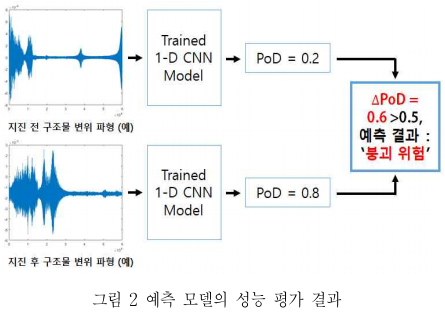 Trained
1-D CNN
Model
PoD = 0.2
지진 전 구조물 변위 파형 (예)
ΔPoD =
0.6 >0.5,
예측 결과 :
‘붕괴 위험’
Trained
1-D CNN
Model
PoD = 0.8
지진 후 구조물 변위 파형 (예)
그림 2 예측 모델의 성능 평가 결과